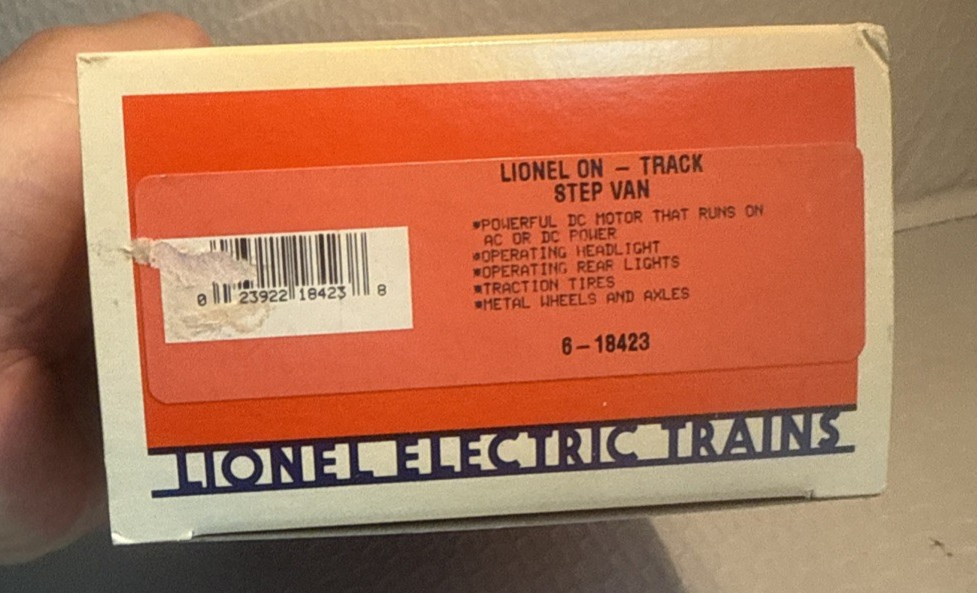 LIONEL ON – TRACK
STEP VAN
*POWERFUL DC MOTOR THAT RUNS ON
AC OR DC POWER
*OPERATING HEADLIGHT
*OPERATING REAR LIGHTS
*TRACTION TIRES
*METAL WHEELS AND AXLES
0 23922 18423 8
6–18423
LIONEL ELECTRIC TRAINS